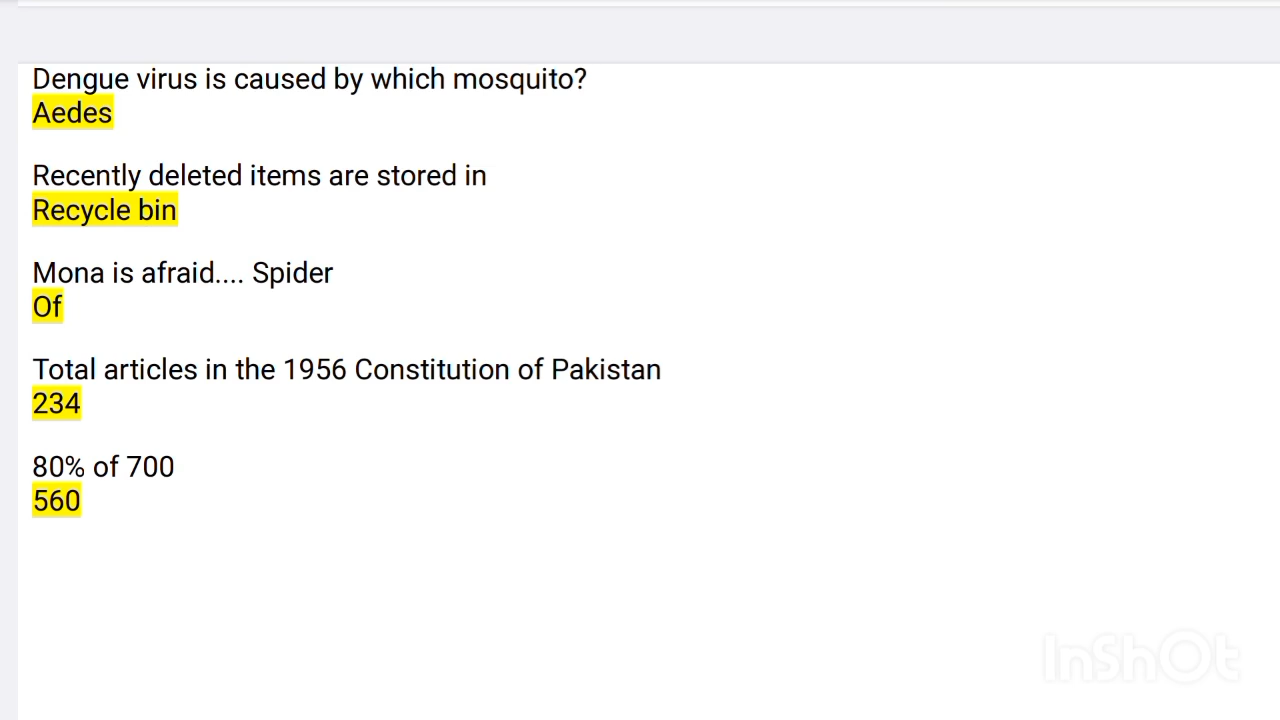 Dengue virus is caused by which mosquito?
Aedes
Recently deleted items are stored in
Recycle bin
Mona is afraid.... Spider
Of
Total articles in the 1956 Constitution of Pakistan
234
80% of 700
560
InShOt